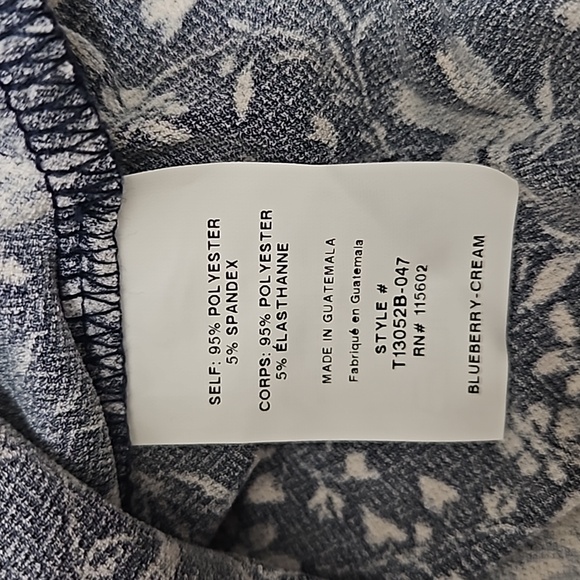 SELF: 95% POLYESTER
5% SPANDEX
CORPS: 95% POLYESTER
5% ÉLASTHANNE
MADE IN GUATEMALA
Fabriqué en Guatemala
STYLE #
T13052B-047
RN# 115602
BLUEBERRY-CREAM